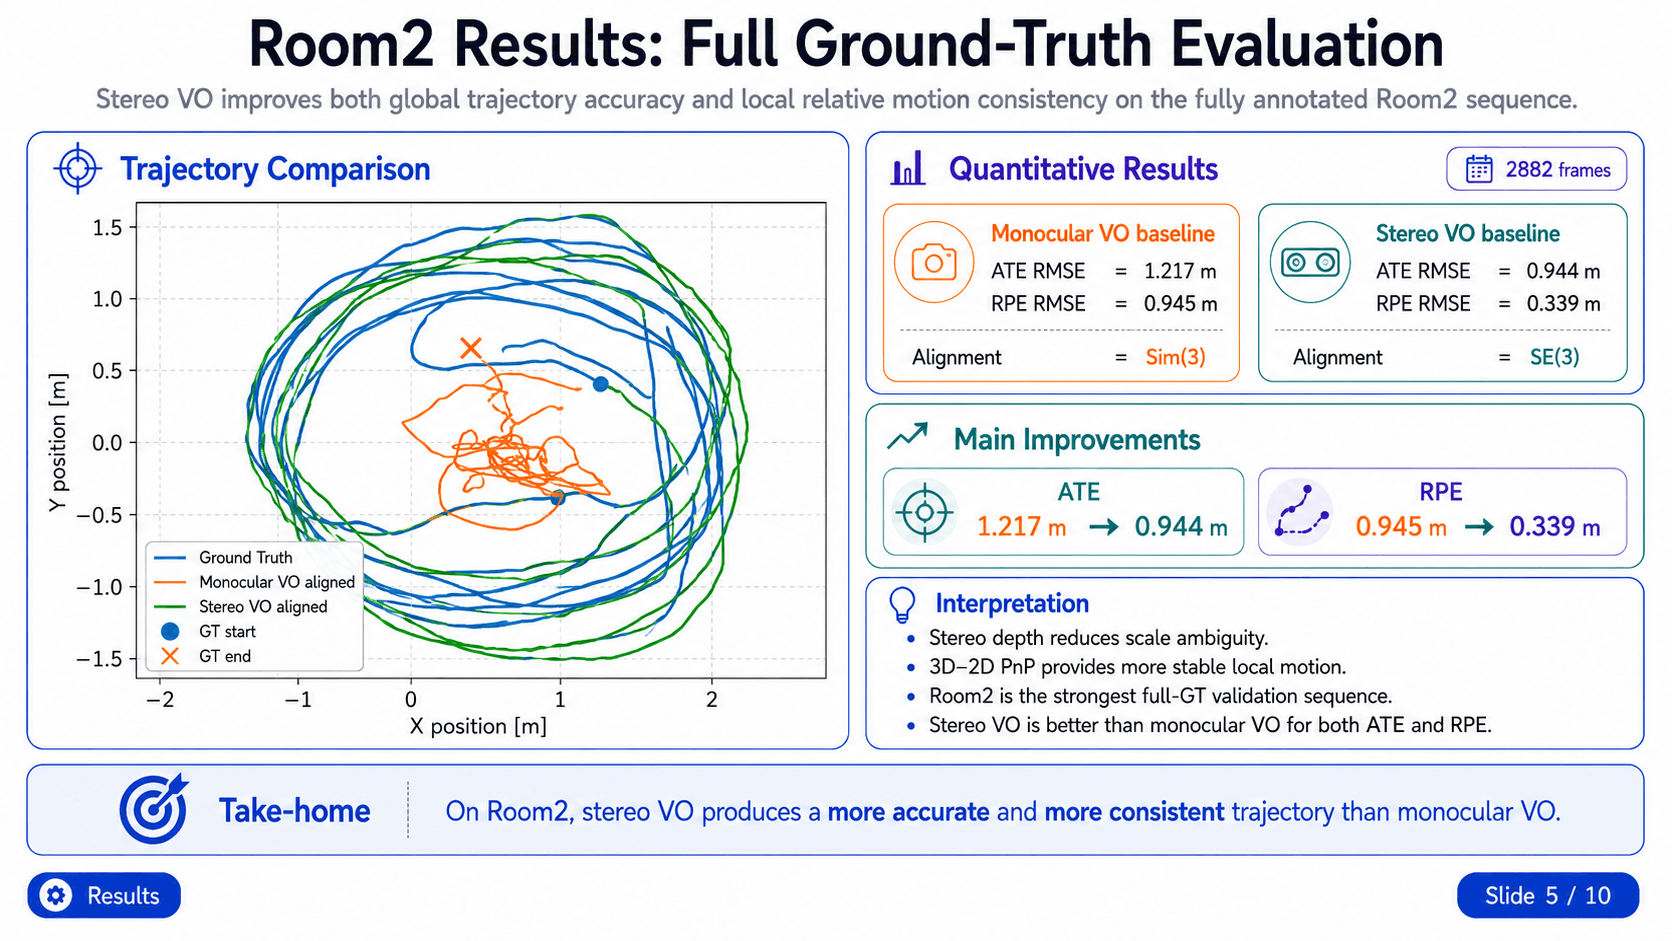 Room2 Results: Full Ground-Truth Evaluation
Stereo VO improves both global trajectory accuracy and local relative motion consistency on the fully annotated Room2 sequence.
Trajectory Comparison
1.5
1.0
0.5
0.0
−0.5
−1.0
−1.5
Y position [m]
Ground Truth
Monocular VO aligned
Stereo VO aligned
GT start
GT end
−2 −1 0 1 2
X position [m]
Quantitative Results
2882 frames
Monocular VO baseline
ATE RMSE = 1.217 m
RPE RMSE = 0.945 m
Alignment = Sim(3)
Stereo VO baseline
ATE RMSE = 0.944 m
RPE RMSE = 0.339 m
Alignment = SE(3)
Main Improvements
ATE
1.217 m → 0.944 m
RPE
0.945 m → 0.339 m
Interpretation
• Stereo depth reduces scale ambiguity.
• 3D–2D PnP provides more stable local motion.
• Room2 is the strongest full-GT validation sequence.
• Stereo VO is better than monocular VO for both ATE and RPE.
Take-home
On Room2, stereo VO produces a more accurate and more consistent trajectory than monocular VO.
Results
Slide 5 / 10